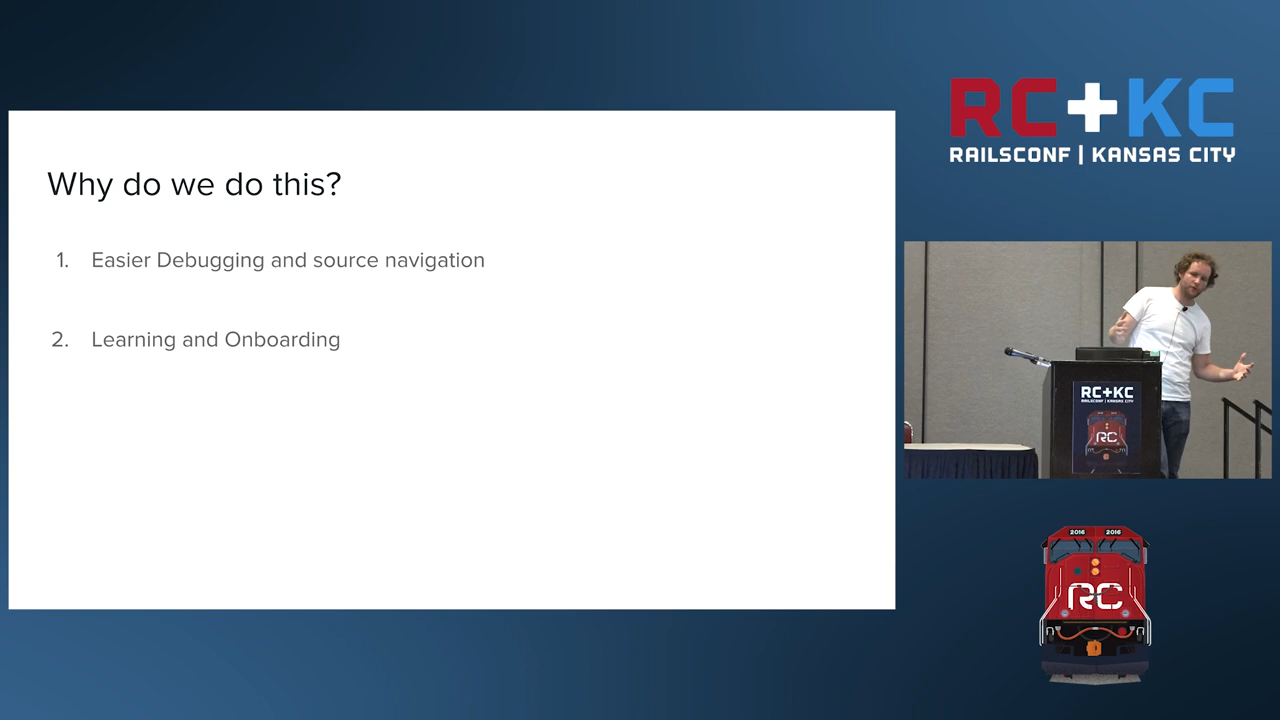 Why do we do this?
1. Easier Debugging and source navigation
2. Learning and Onboarding
RC+KC
RAILSCONF | KANSAS CITY
RC+KC
RAILSCONF | KANSAS CITY
RC
2016 2016
RC